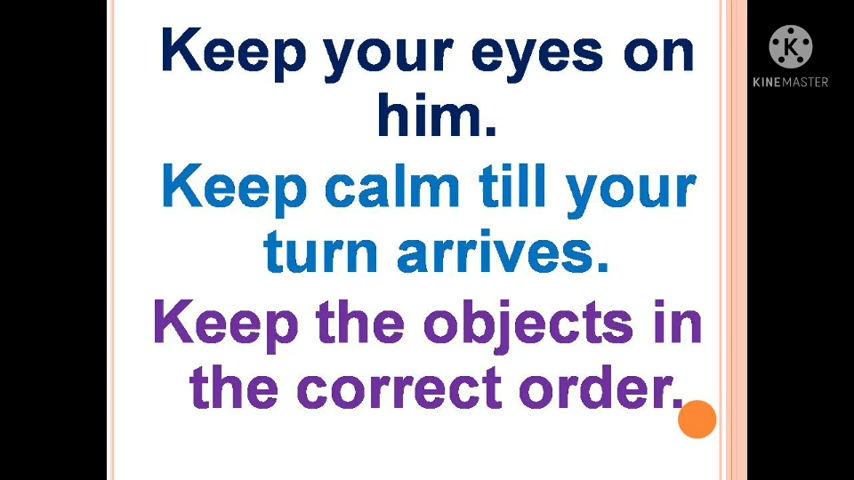 Keep your eyes on
him.
Keep calm till your
turn arrives.
Keep the objects in
the correct order.
K
KINEMASTER